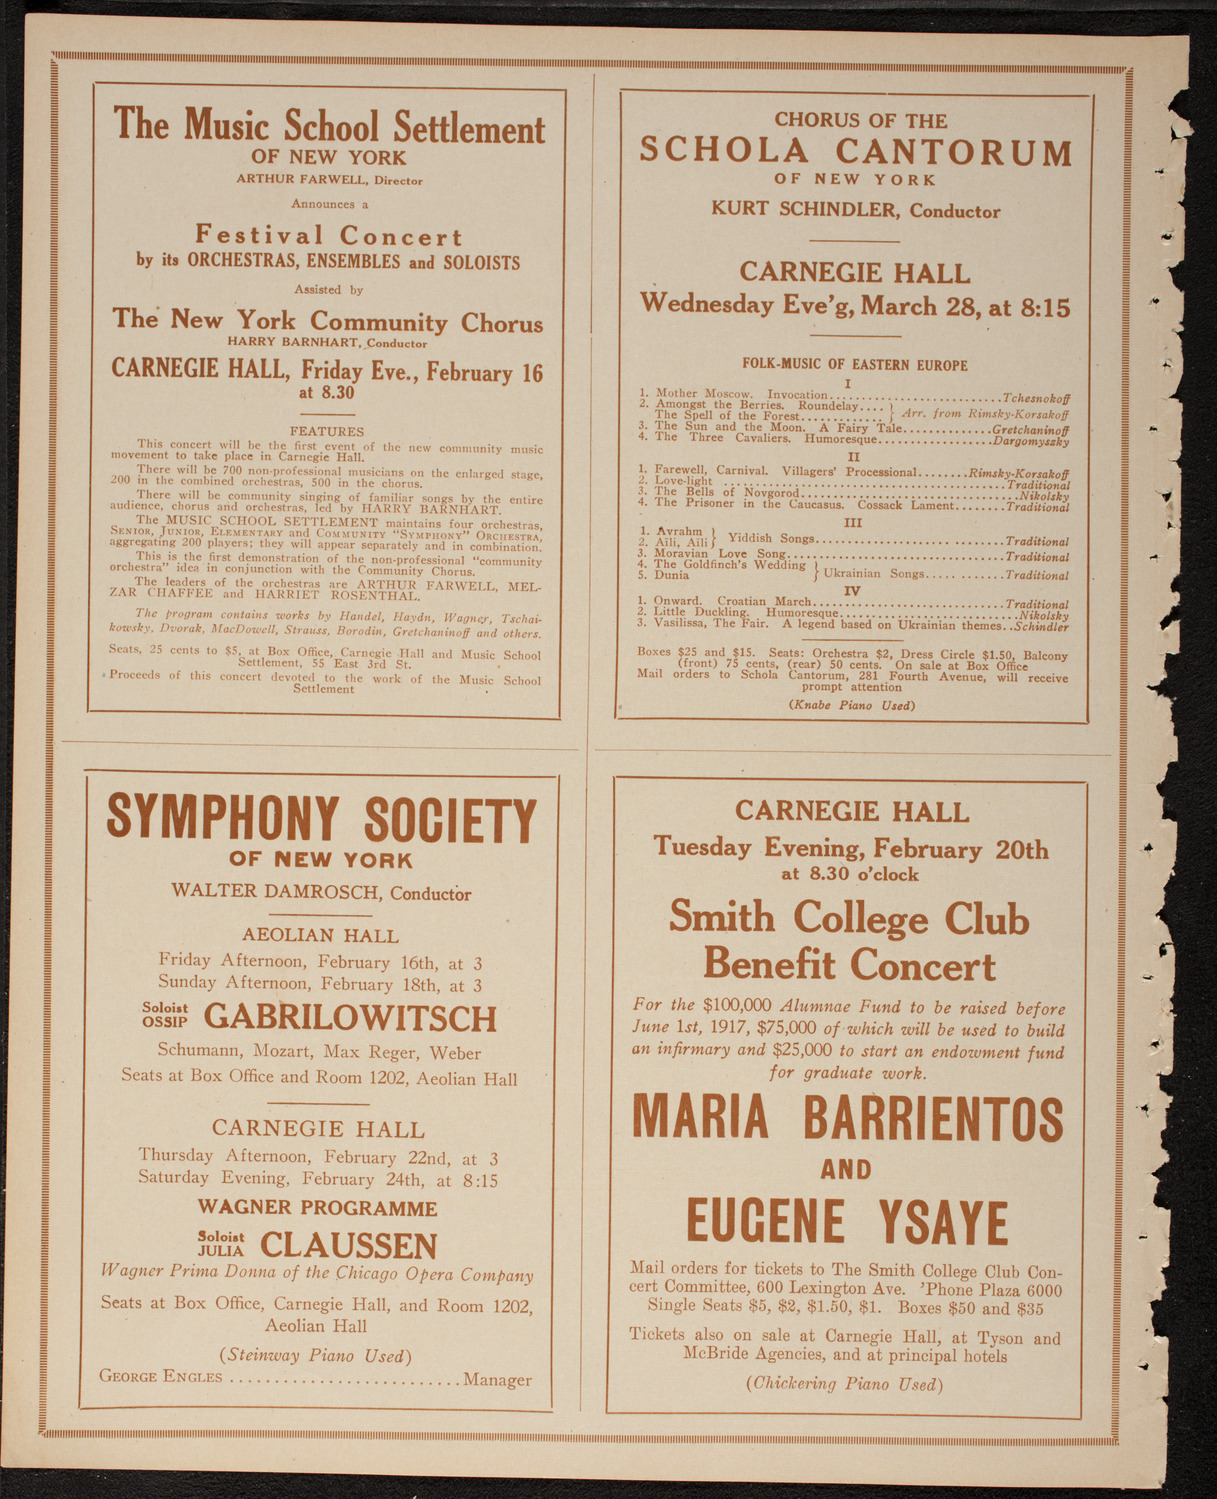 The Music School Settlement
OF NEW YORK
ARTHUR FARWELL, Director
Announces a
Festival Concert
by its ORCHESTRAS, ENSEMBLES and SOLOISTS
Assisted by
The New York Community Chorus
HARRY BARNHART, Conductor
CARNEGIE HALL, Friday Eve., February 16
at 8.30
FEATURES
This concert will be the first event of the new community music
movement to take place in Carnegie Hall.
There will be 700 non-professional musicians on the enlarged stage,
200 in the combined orchestras, 500 in the chorus.
There will be community singing of familiar songs by the entire
audience, chorus and orchestras, led by HARRY BARNHART.
The MUSIC SCHOOL SETTLEMENT maintains four orchestras,
SENIOR, JUNIOR, ELEMENTARY and COMMUNITY "SYMPHONY" ORCHESTRA,
aggregating 200 players; they will appear separately and in combination.
This is the first demonstration of the non-professional "community
orchestra" idea in conjunction with the Community Chorus.
The leaders of the orchestras are ARTHUR FARWELL, MEL-
ZAR CHAFFEE and HARRIET ROSENTHAL.
The program contains works by Handel, Haydn, Wagner, Tschai-
kowsky, Dvorak, MacDowell, Strauss, Borodin, Gretchaninoff and others.
Seats, 25 cents to $5, at Box Office, Carnegie Hall and Music School
Settlement, 55 East 3rd St.
Proceeds of this concert devoted to the work of the Music School
Settlement
CHORUS OF THE
SCHOLA CANTORUM
OF NEW YORK
KURT SCHINDLER, Conductor
CARNEGIE HALL
Wednesday Eve'g, March 28, at 8:15
FOLK-MUSIC OF EASTERN EUROPE
I
1. Mother Moscow. Invocation............................Tchesnokoff
2. Amongst the Berries. Roundelay.... }
The Spell of the Forest............. } Arr. from Rimsky-Korsakoff
3. The Sun and the Moon. A Fairy Tale..............Gretchaninoff
4. The Three Cavaliers. Humoresque..................Dargomyszky
II
1. Farewell, Carnival. Villagers' Processional........Rimsky-Korsakoff
2. Love-light ..............................................Traditional
3. The Bells of Novgorod...................................Nikolsky
4. The Prisoner in the Caucasus. Cossack Lament........Traditional
III
1. Avrahm }
2. Aïli, Aïli } Yiddish Songs..............................Traditional
3. Moravian Love Song...................................Traditional
4. The Goldfinch's Wedding }
5. Dunia } Ukrainian Songs............Traditional
IV
1. Onward. Croatian March...............................Traditional
2. Little Duckling. Humoresque.............................Nikolsky
3. Vasilissa, The Fair. A legend based on Ukrainian themes..Schindler
Boxes $25 and $15. Seats: Orchestra $2, Dress Circle $1.50, Balcony
(front) 75 cents, (rear) 50 cents. On sale at Box Office
Mail orders to Schola Cantorum, 281 Fourth Avenue, will receive
prompt attention
(Knabe Piano Used)
SYMPHONY SOCIETY
OF NEW YORK
WALTER DAMROSCH, Conductor
AEOLIAN HALL
Friday Afternoon, February 16th, at 3
Sunday Afternoon, February 18th, at 3
Soloist
OSSIP GABRILOWITSCH
Schumann, Mozart, Max Reger, Weber
Seats at Box Office and Room 1202, Aeolian Hall
CARNEGIE HALL
Thursday Afternoon, February 22nd, at 3
Saturday Evening, February 24th, at 8:15
WAGNER PROGRAMME
Soloist
JULIA CLAUSSEN
Wagner Prima Donna of the Chicago Opera Company
Seats at Box Office, Carnegie Hall, and Room 1202,
Aeolian Hall
(Steinway Piano Used)
GEORGE ENGLES ..........................Manager
CARNEGIE HALL
Tuesday Evening, February 20th
at 8.30 o'clock
Smith College Club
Benefit Concert
For the $100,000 Alumnae Fund to be raised before
June 1st, 1917, $75,000 of which will be used to build
an infirmary and $25,000 to start an endowment fund
for graduate work.
MARIA BARRIENTOS
AND
EUGENE YSAYE
Mail orders for tickets to The Smith College Club Con-
cert Committee, 600 Lexington Ave. 'Phone Plaza 6000
Single Seats $5, $2, $1.50, $1. Boxes $50 and $35
Tickets also on sale at Carnegie Hall, at Tyson and
McBride Agencies, and at principal hotels
(Chickering Piano Used)